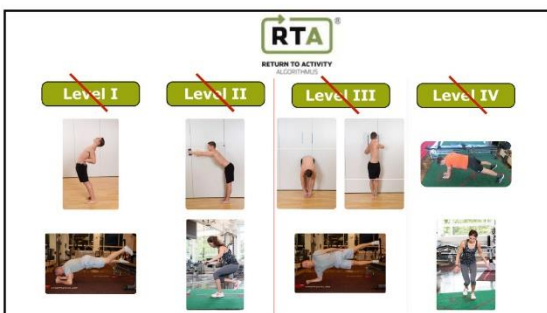 RTA®
RETURN TO ACTIVITY
ALGORITHMUS
Level I
Level II
Level III
Level IV